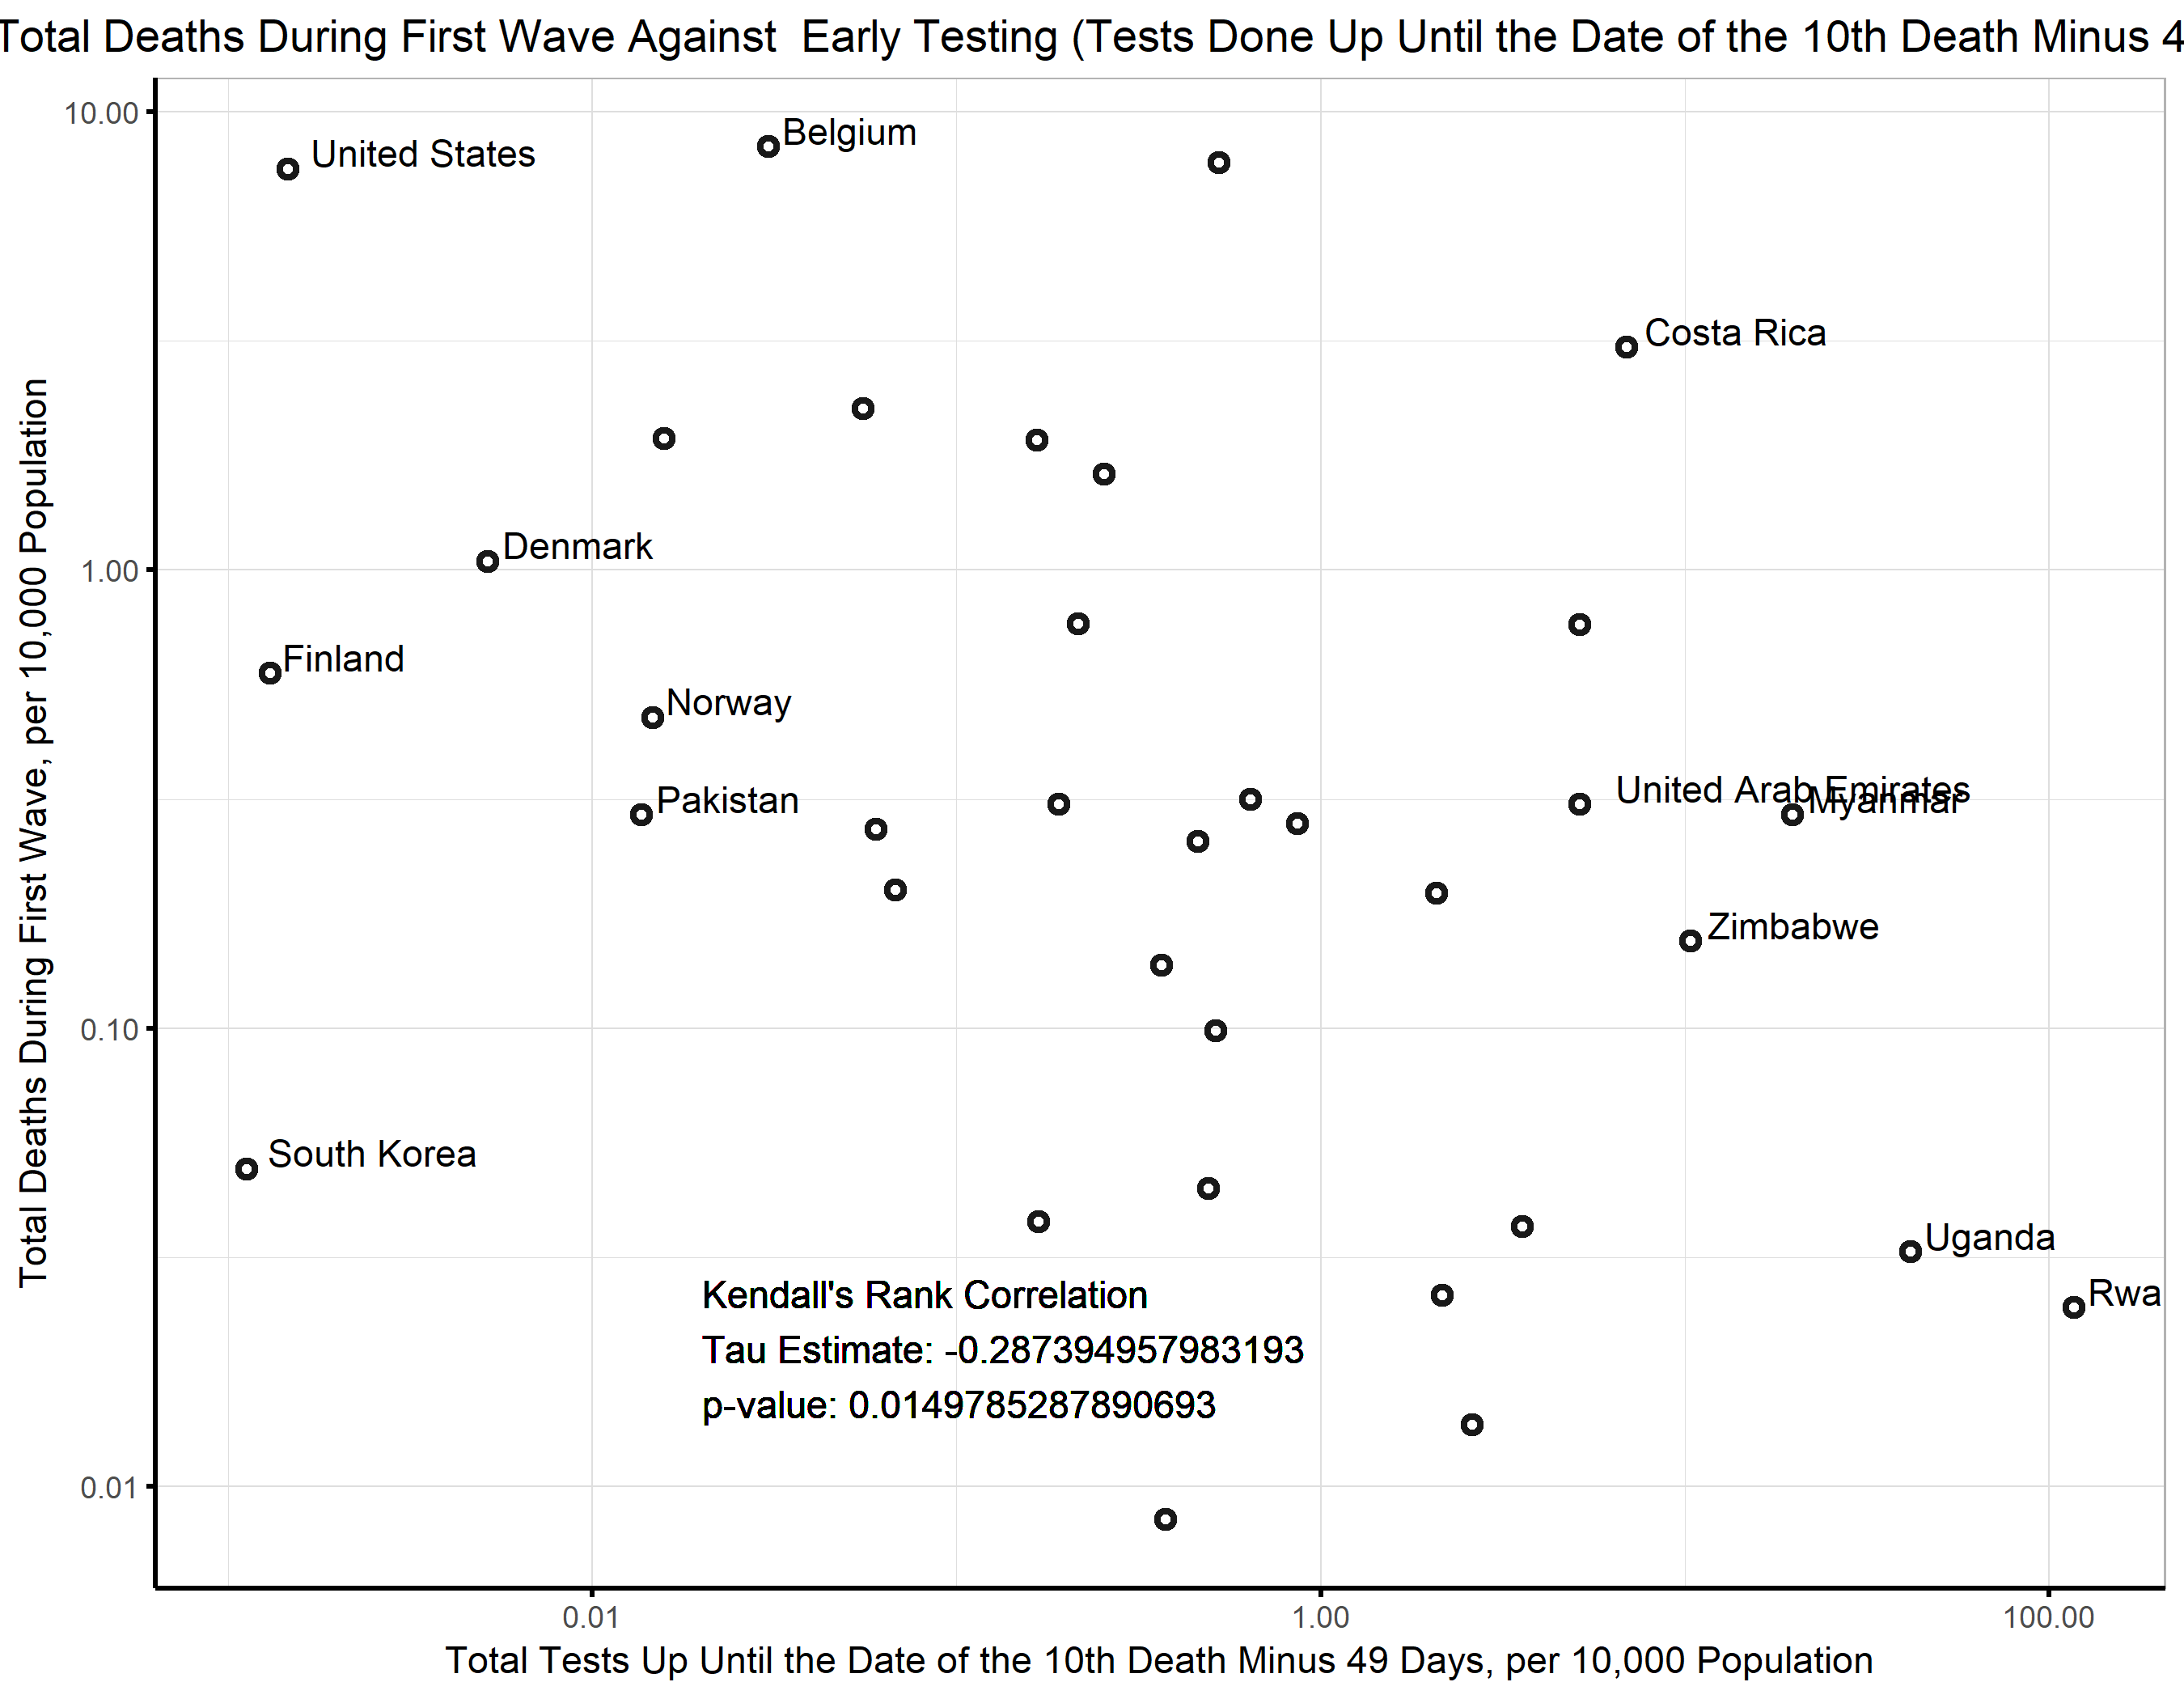 Total Deaths During First Wave Against  Early Testing (Tests Done Up Until the Date of the 10th Death Minus 4
10.00
United States
Belgium
Costa Rica
1.00
Denmark
Finland
Norway
Pakistan
United Arab Emirates
Myanmar
Zimbabwe
0.10
South Korea
Uganda
Rwa
Kendall's Rank Correlation
Tau Estimate: -0.287394957983193
p-value: 0.0149785287890693
0.01
Total Deaths During First Wave, per 10,000 Population
0.01
1.00
100.00
Total Tests Up Until the Date of the 10th Death Minus 49 Days, per 10,000 Population